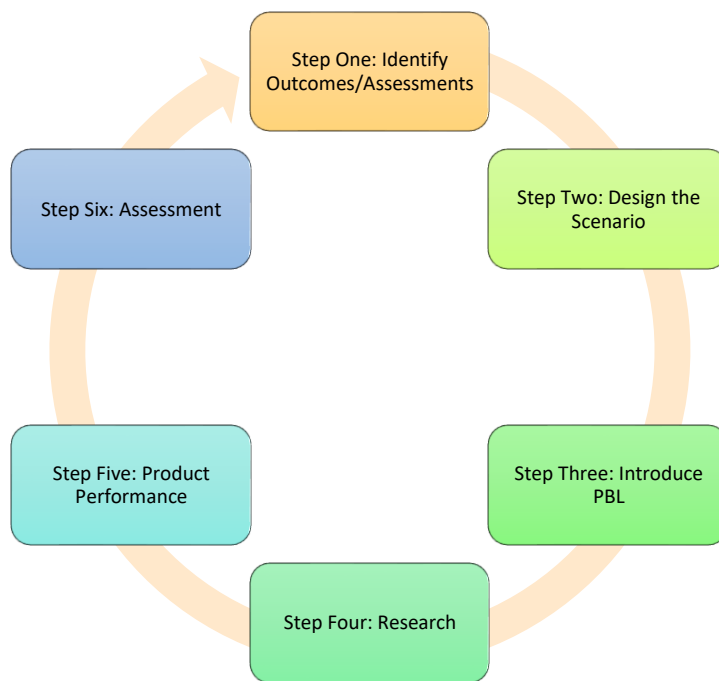 Step One: Identify
Outcomes/Assessments
Step Two: Design the
Scenario
Step Three: Introduce
PBL
Step Four: Research
Step Five: Product
Performance
Step Six: Assessment